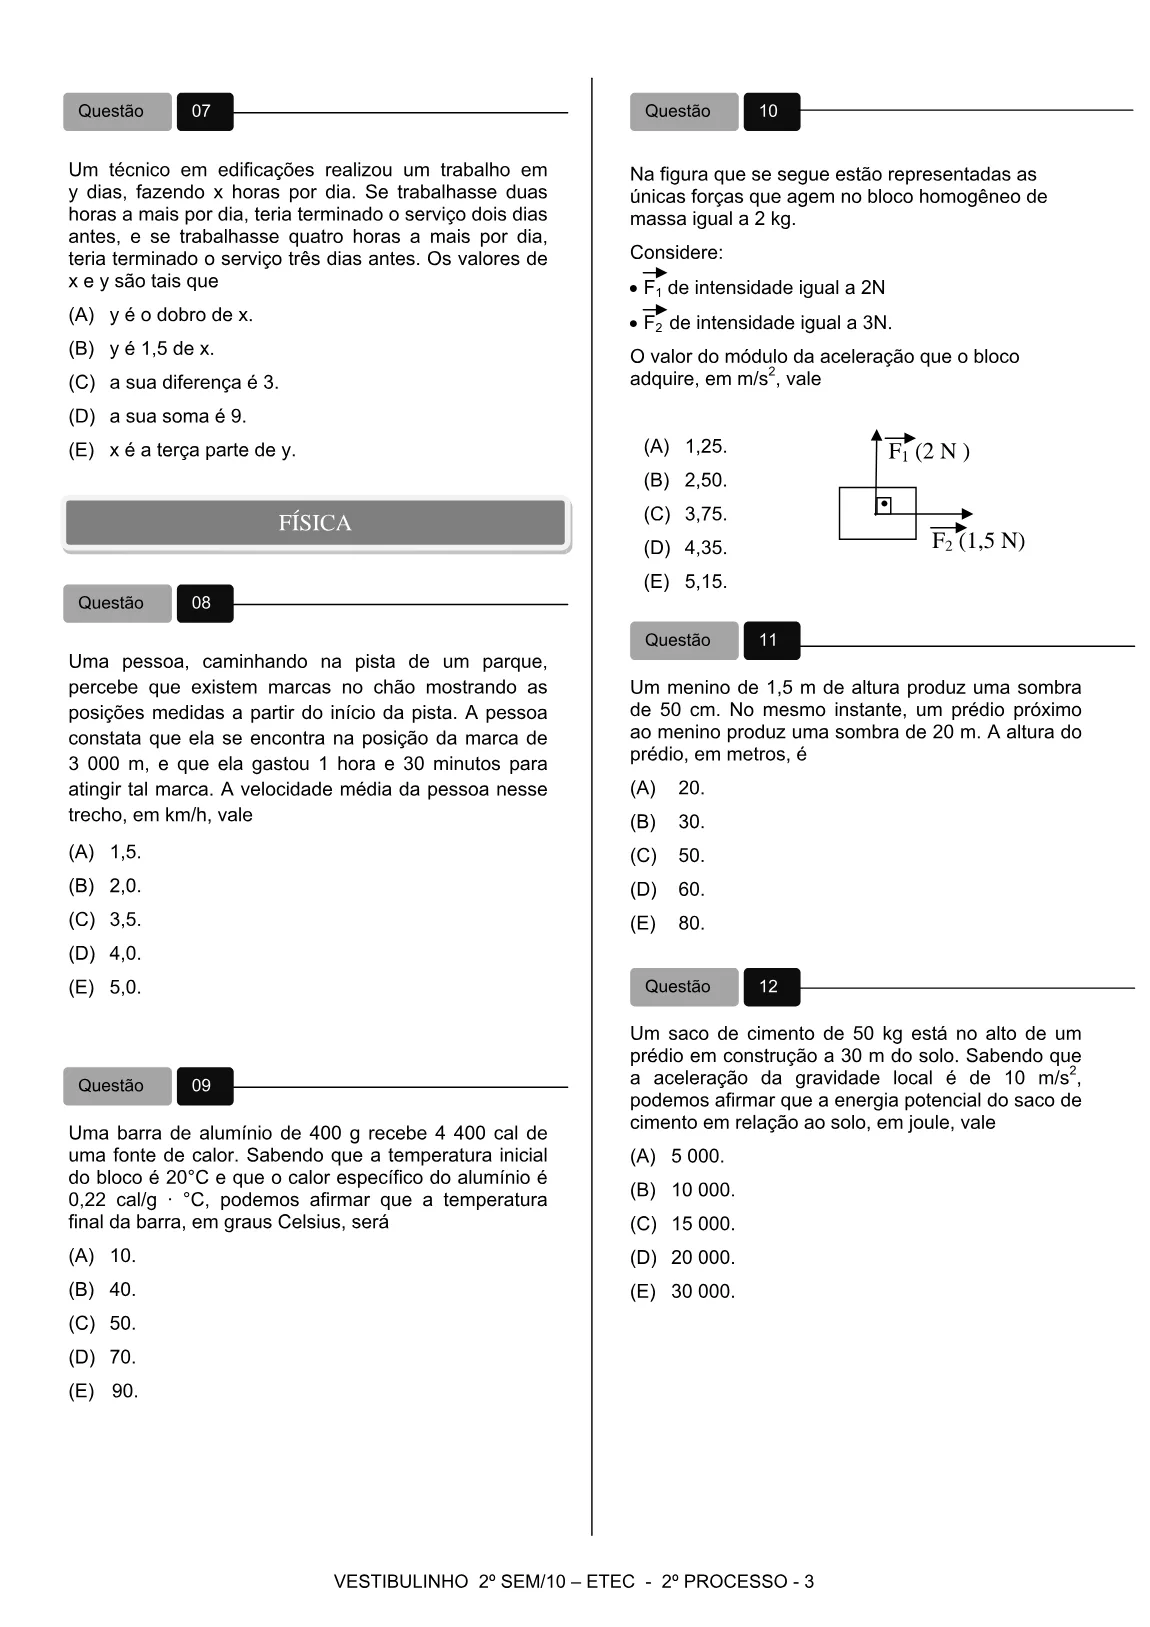 Questão 07
Um técnico em edificações realizou um trabalho em
y dias, fazendo x horas por dia. Se trabalhasse duas
horas a mais por dia, teria terminado o serviço dois dias
antes, e se trabalhasse quatro horas a mais por dia,
teria terminado o serviço três dias antes. Os valores de
x e y são tais que
(A) y é o dobro de x.
(B) y é 1,5 de x.
(C) a sua diferença é 3.
(D) a sua soma é 9.
(E) x é a terça parte de y.
FÍSICA
Questão 08
Uma pessoa, caminhando na pista de um parque,
percebe que existem marcas no chão mostrando as
posições medidas a partir do início da pista. A pessoa
constata que ela se encontra na posição da marca de
3 000 m, e que ela gastou 1 hora e 30 minutos para
atingir tal marca. A velocidade média da pessoa nesse
trecho, em km/h, vale
(A) 1,5.
(B) 2,0.
(C) 3,5.
(D) 4,0.
(E) 5,0.
Questão 09
Uma barra de alumínio de 400 g recebe 4 400 cal de
uma fonte de calor. Sabendo que a temperatura inicial
do bloco é 20°C e que o calor específico do alumínio é
0,22 cal/g · °C, podemos afirmar que a temperatura
final da barra, em graus Celsius, será
(A) 10.
(B) 40.
(C) 50.
(D) 70.
(E) 90.
Questão 10
Na figura que se segue estão representadas as
únicas forças que agem no bloco homogêneo de
massa igual a 2 kg.
Considere:
• F1 de intensidade igual a 2N
• F2 de intensidade igual a 3N.
O valor do módulo da aceleração que o bloco
adquire, em m/s², vale
(A) 1,25.
(B) 2,50.
(C) 3,75.
(D) 4,35.
(E) 5,15.
F1 (2 N )
F2 (1,5 N)
Questão 11
Um menino de 1,5 m de altura produz uma sombra
de 50 cm. No mesmo instante, um prédio próximo
ao menino produz uma sombra de 20 m. A altura do
prédio, em metros, é
(A) 20.
(B) 30.
(C) 50.
(D) 60.
(E) 80.
Questão 12
Um saco de cimento de 50 kg está no alto de um
prédio em construção a 30 m do solo. Sabendo que
a aceleração da gravidade local é de 10 m/s²,
podemos afirmar que a energia potencial do saco de
cimento em relação ao solo, em joule, vale
(A) 5 000.
(B) 10 000.
(C) 15 000.
(D) 20 000.
(E) 30 000.
VESTIBULINHO 2º SEM/10 – ETEC - 2º PROCESSO - 3